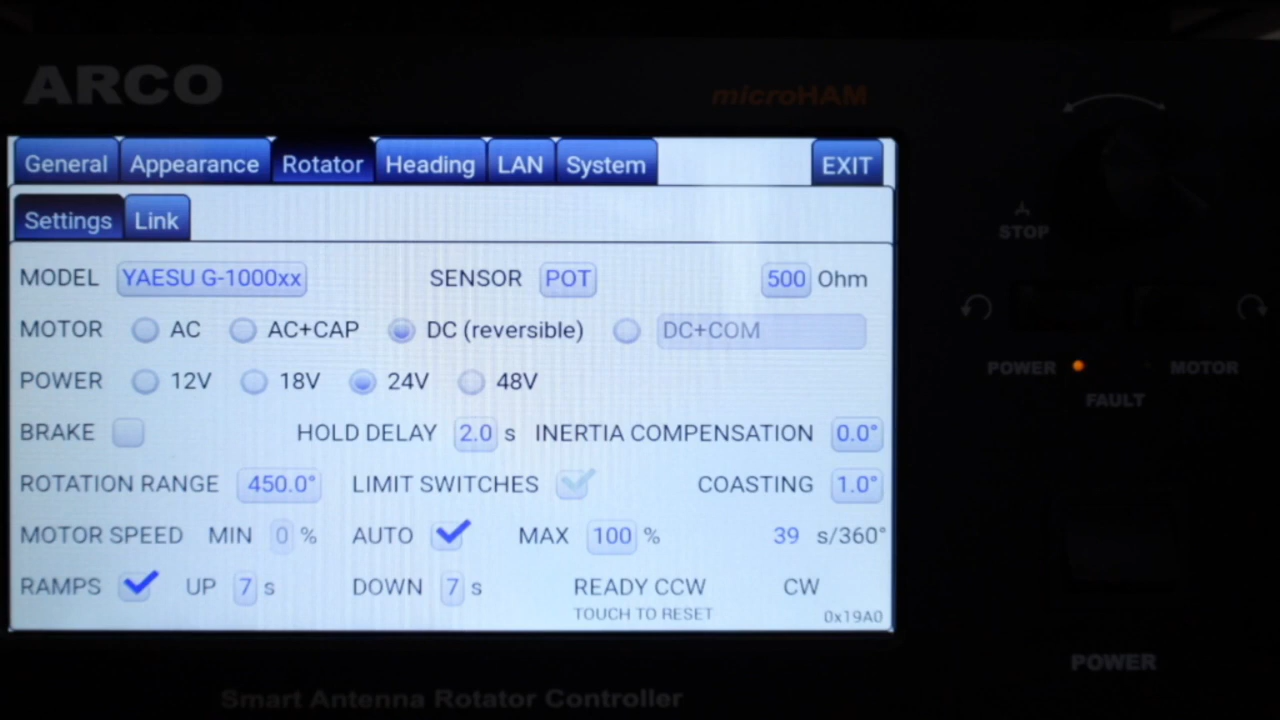 ARCO
microHAM
General Appearance Rotator Heading LAN System EXIT
Settings Link
MODEL YAESU G-1000xx SENSOR POT 500 Ohm
MOTOR AC AC+CAP DC (reversible) DC+COM
POWER 12V 18V 24V 48V
BRAKE HOLD DELAY 2.0 s INERTIA COMPENSATION 0.0°
ROTATION RANGE 450.0° LIMIT SWITCHES COASTING 1.0°
MOTOR SPEED MIN 0 % AUTO MAX 100 % 39 s/360°
RAMPS UP 7 s DOWN 7 s READY CCW CW
TOUCH TO RESET 0x19A0
Smart Antenna Rotator Controller
STOP
POWER MOTOR
FAULT
POWER